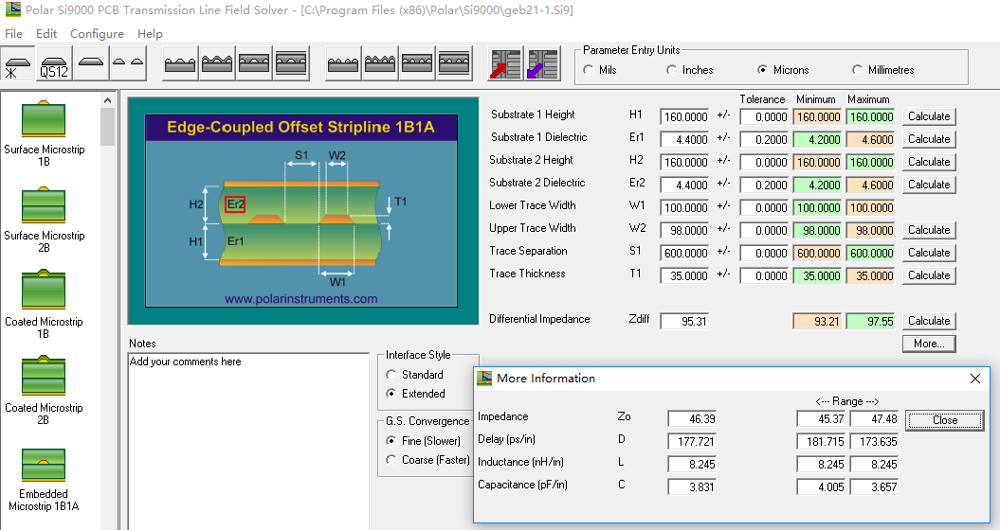 Polar Si9000 PCB Transmission Line Field Solver - [C:\Program Files (x86)\Polar\Si9000\geb21-1.Si9]
File Edit Configure Help
QS12
Parameter Entry Units
Mils Inches Microns Millimetres
Surface Microstrip
1B
Surface Microstrip
2B
Coated Microstrip
1B
Coated Microstrip
2B
Embedded
Microstrip 1B1A
Edge-Coupled Offset Stripline 1B1A
S1 W2
T1
H2 Er2
H1 Er1
W1
www.polarinstruments.com
Tolerance Minimum Maximum
Substrate 1 Height H1 160.0000 +/- 0.0000 160.0000 160.0000 Calculate
Substrate 1 Dielectric Er1 4.4000 +/- 0.2000 4.2000 4.6000 Calculate
Substrate 2 Height H2 160.0000 +/- 0.0000 160.0000 160.0000 Calculate
Substrate 2 Dielectric Er2 4.4000 +/- 0.2000 4.2000 4.6000 Calculate
Lower Trace Width W1 100.0000 +/- 0.0000 100.0000 100.0000
Upper Trace Width W2 98.0000 +/- 0.0000 98.0000 98.0000 Calculate
Trace Separation S1 600.0000 +/- 0.0000 600.0000 600.0000 Calculate
Trace Thickness T1 35.0000 +/- 0.0000 35.0000 35.0000 Calculate
Differential Impedance Zdiff 95.31 93.21 97.55 Calculate
More...
Notes
Add your comments here
Interface Style
Standard
Extended
G.S. Convergence
Fine (Slower)
Coarse (Faster)
More Information
<--- Range --->
Impedance Zo 46.39 45.37 47.48 Close
Delay (ps/in) D 177.721 181.715 173.635
Inductance (nH/in) L 8.245 8.245 8.245
Capacitance (pF/in) C 3.831 4.005 3.657